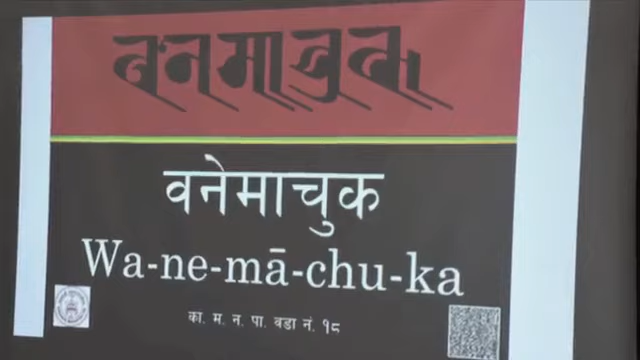 वनेमाचुक
Wa-ne-mā-chu-ka
का. म. न. पा. वडा नं. १८